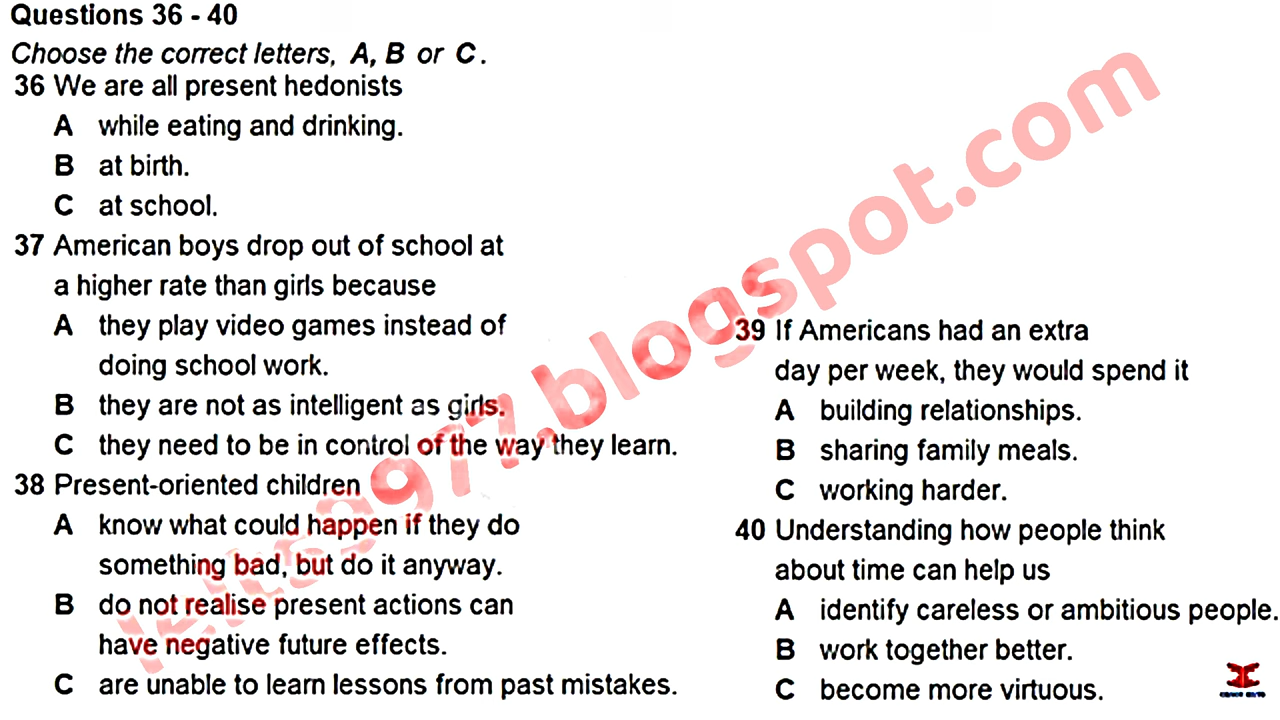 Questions 36 - 40
Choose the correct letters, A, B or C.
36 We are all present hedonists
A while eating and drinking.
B at birth.
C at school.
37 American boys drop out of school at
a higher rate than girls because
A they play video games instead of
doing school work.
B they are not as intelligent as girls.
C they need to be in control of the way they learn.
38 Present-oriented children
A know what could happen if they do
something bad, but do it anyway.
B do not realise present actions can
have negative future effects.
C are unable to learn lessons from past mistakes.
39 If Americans had an extra
day per week, they would spend it
A building relationships.
B sharing family meals.
C working harder.
40 Understanding how people think
about time can help us
A identify careless or ambitious people.
B work together better.
C become more virtuous.
ielts9977.blogspot.com